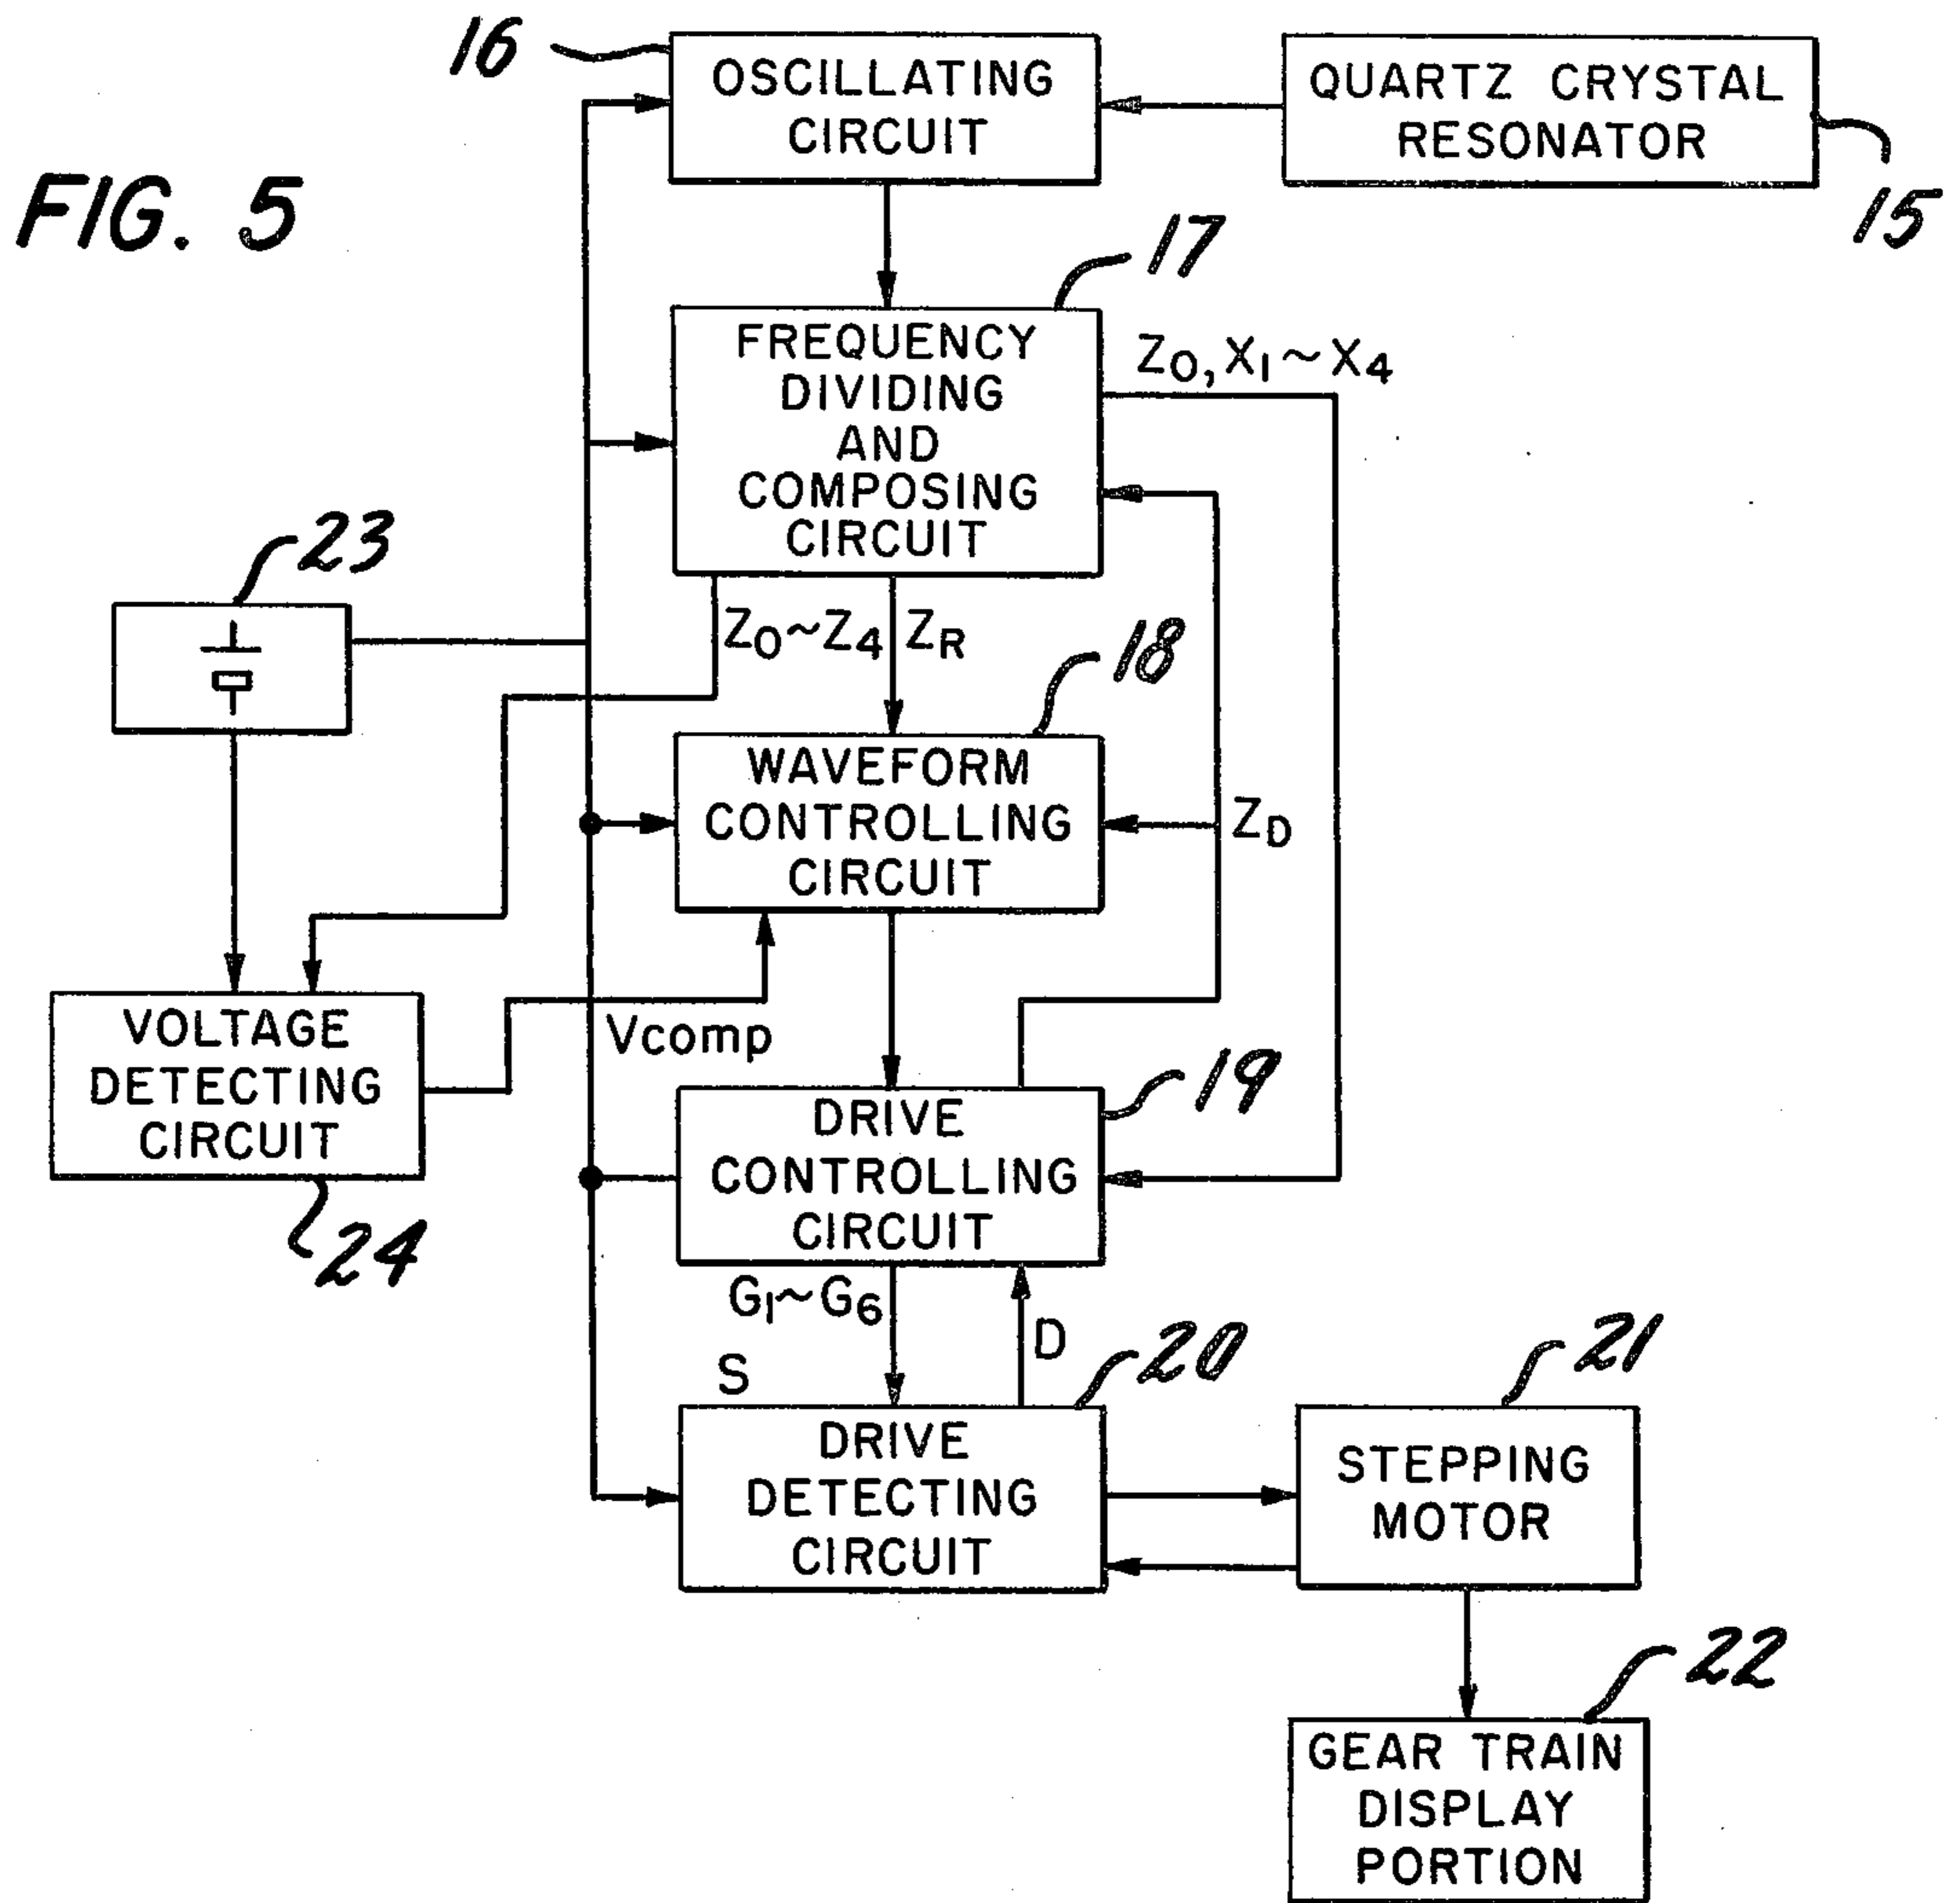 FIG. 5
16
OSCILLATING
CIRCUIT
QUARTZ CRYSTAL
RESONATOR
15
17
FREQUENCY
DIVIDING
AND
COMPOSING
CIRCUIT
Z0, X1~X4
23
Z0~Z4
ZR
18
WAVEFORM
CONTROLLING
CIRCUIT
ZD
VOLTAGE
DETECTING
CIRCUIT
24
Vcomp
19
DRIVE
CONTROLLING
CIRCUIT
G1~G6
S
D
20
DRIVE
DETECTING
CIRCUIT
21
STEPPING
MOTOR
22
GEAR TRAIN
DISPLAY
PORTION